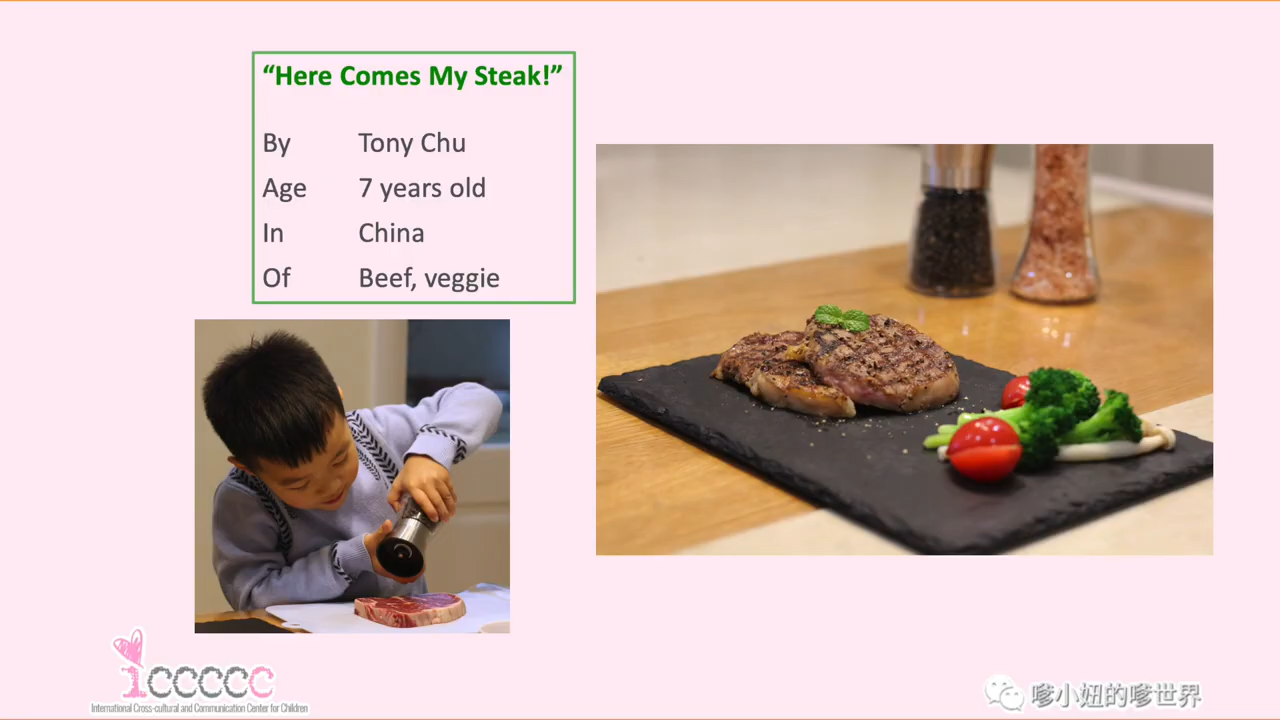 “Here Comes My Steak!”
By Tony Chu
Age 7 years old
In China
Of Beef, veggie
iccccc
International Cross-cultural and Communication Center for Children
嗲小妞的嗲世界